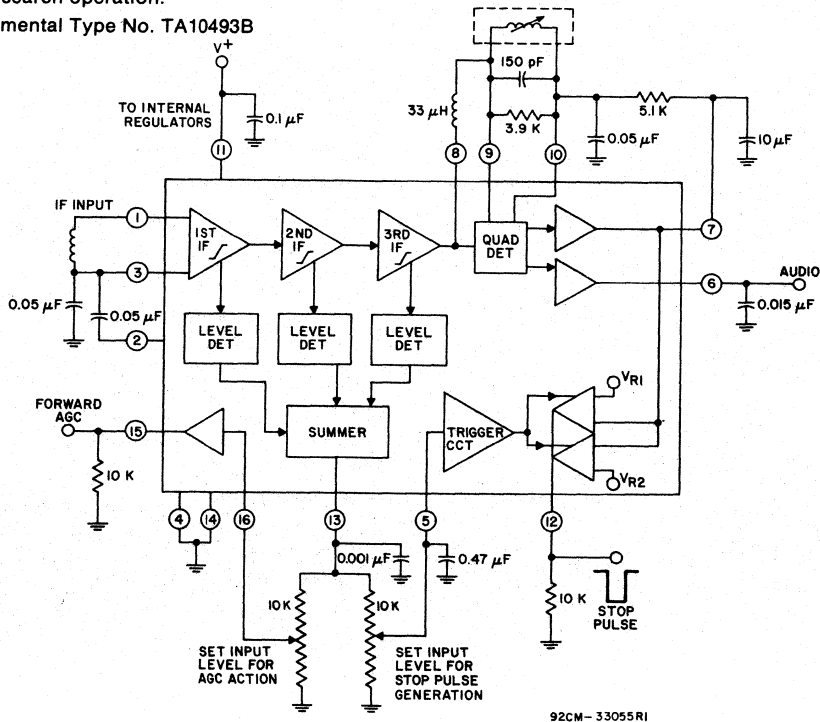 search operation.
mental Type No. TA10493B
V+
TO INTERNAL
REGULATORS
0.1 µF
11
150 pF
33 µH
3.9 K
5.1 K
0.05 µF
10 µF
8
9
10
IF INPUT
1
3
2
0.05 µF
0.05 µF
1ST
IF
2ND
IF
3RD
IF
QUAD
DET
7
6
AUDIO
0.015 µF
LEVEL
DET
LEVEL
DET
LEVEL
DET
FORWARD
AGC
15
10 K
SUMMER
TRIGGER
CCT
VR1
VR2
4
14
16
13
5
12
0.001 µF
0.47 µF
10K
10K
10 K
STOP
PULSE
SET INPUT
LEVEL FOR
AGC ACTION
SET INPUT
LEVEL FOR
STOP PULSE
GENERATION
92CM-33055R1